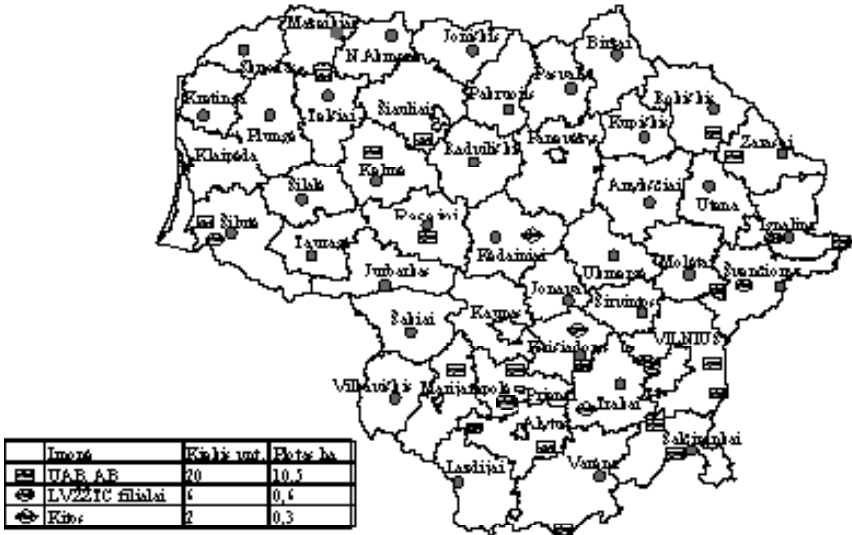 Mažeikiai
Skuodas
N.Akmenė
Joniškis
Biržai
Pasvalys
Kretinga
Telšiai
Šiauliai
Pakruojis
Rokiškis
Plungė
Kupiškis
Panevėžys
Zarasai
Klaipėda
Radviliškis
Kelmė
Šilalė
Anykščiai
Utena
Šilutė
Raseiniai
Ignalina
Tauragė
Kėdainiai
Ukmergė
Molėtai
Švenčionys
Jurbarkas
Jonava
Širvintos
Kaunas
Šakiai
VILNIUS
Kaišiadorys
Vilkaviškis
Marijampolė
Prienai
Trakai
Alytus
Šalčininkai
Lazdijai
Varėna
Įmonė Kiekis vnt. Plotas ha
UAB, AB 20 10,5
LVŽŽTC filialai 6 0,6
Kitos 2 0,3